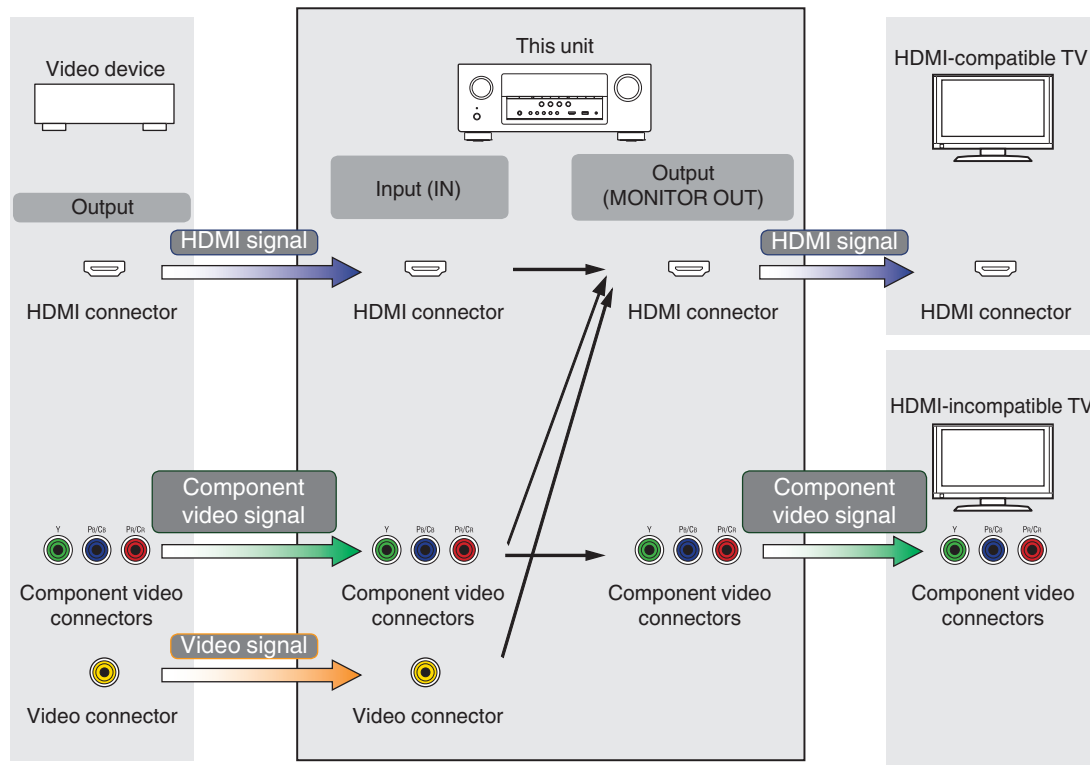 Video device
Output
HDMI connector
Y PB/CB PR/CR
Component video
connectors
Video connector
HDMI signal
Component
video signal
Video signal
This unit
Input (IN)
HDMI connector
Y PB/CB PR/CR
Component video
connectors
Video connector
Output
(MONITOR OUT)
HDMI connector
Y PB/CB PR/CR
Component video
connectors
HDMI signal
Component
video signal
HDMI-compatible TV
HDMI connector
HDMI-incompatible TV
Y PB/CB PR/CR
Component video
connectors